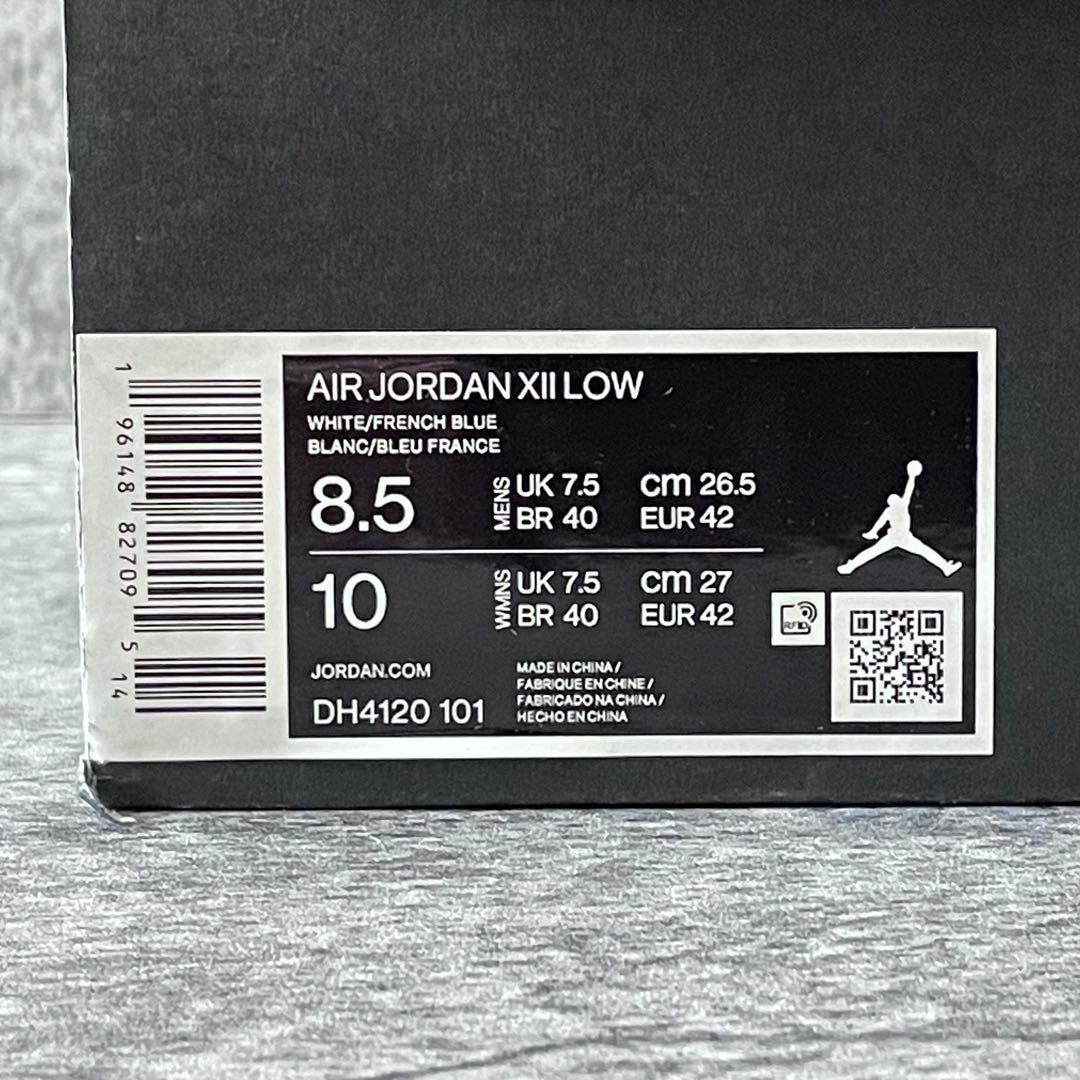 AIR JORDAN XII LOW
WHITE/FRENCH BLUE
BLANC/BLEU FRANCE
8.5 MENS UK 7.5 cm 26.5
BR 40 EUR 42
10 WMNS UK 7.5 cm 27
BR 40 EUR 42
JORDAN.COM
DH4120 101
MADE IN CHINA /
FABRIQUE EN CHINE /
FABRICADO NA CHINA /
HECHO EN CHINA
RFID
1 96148 82709 5 14